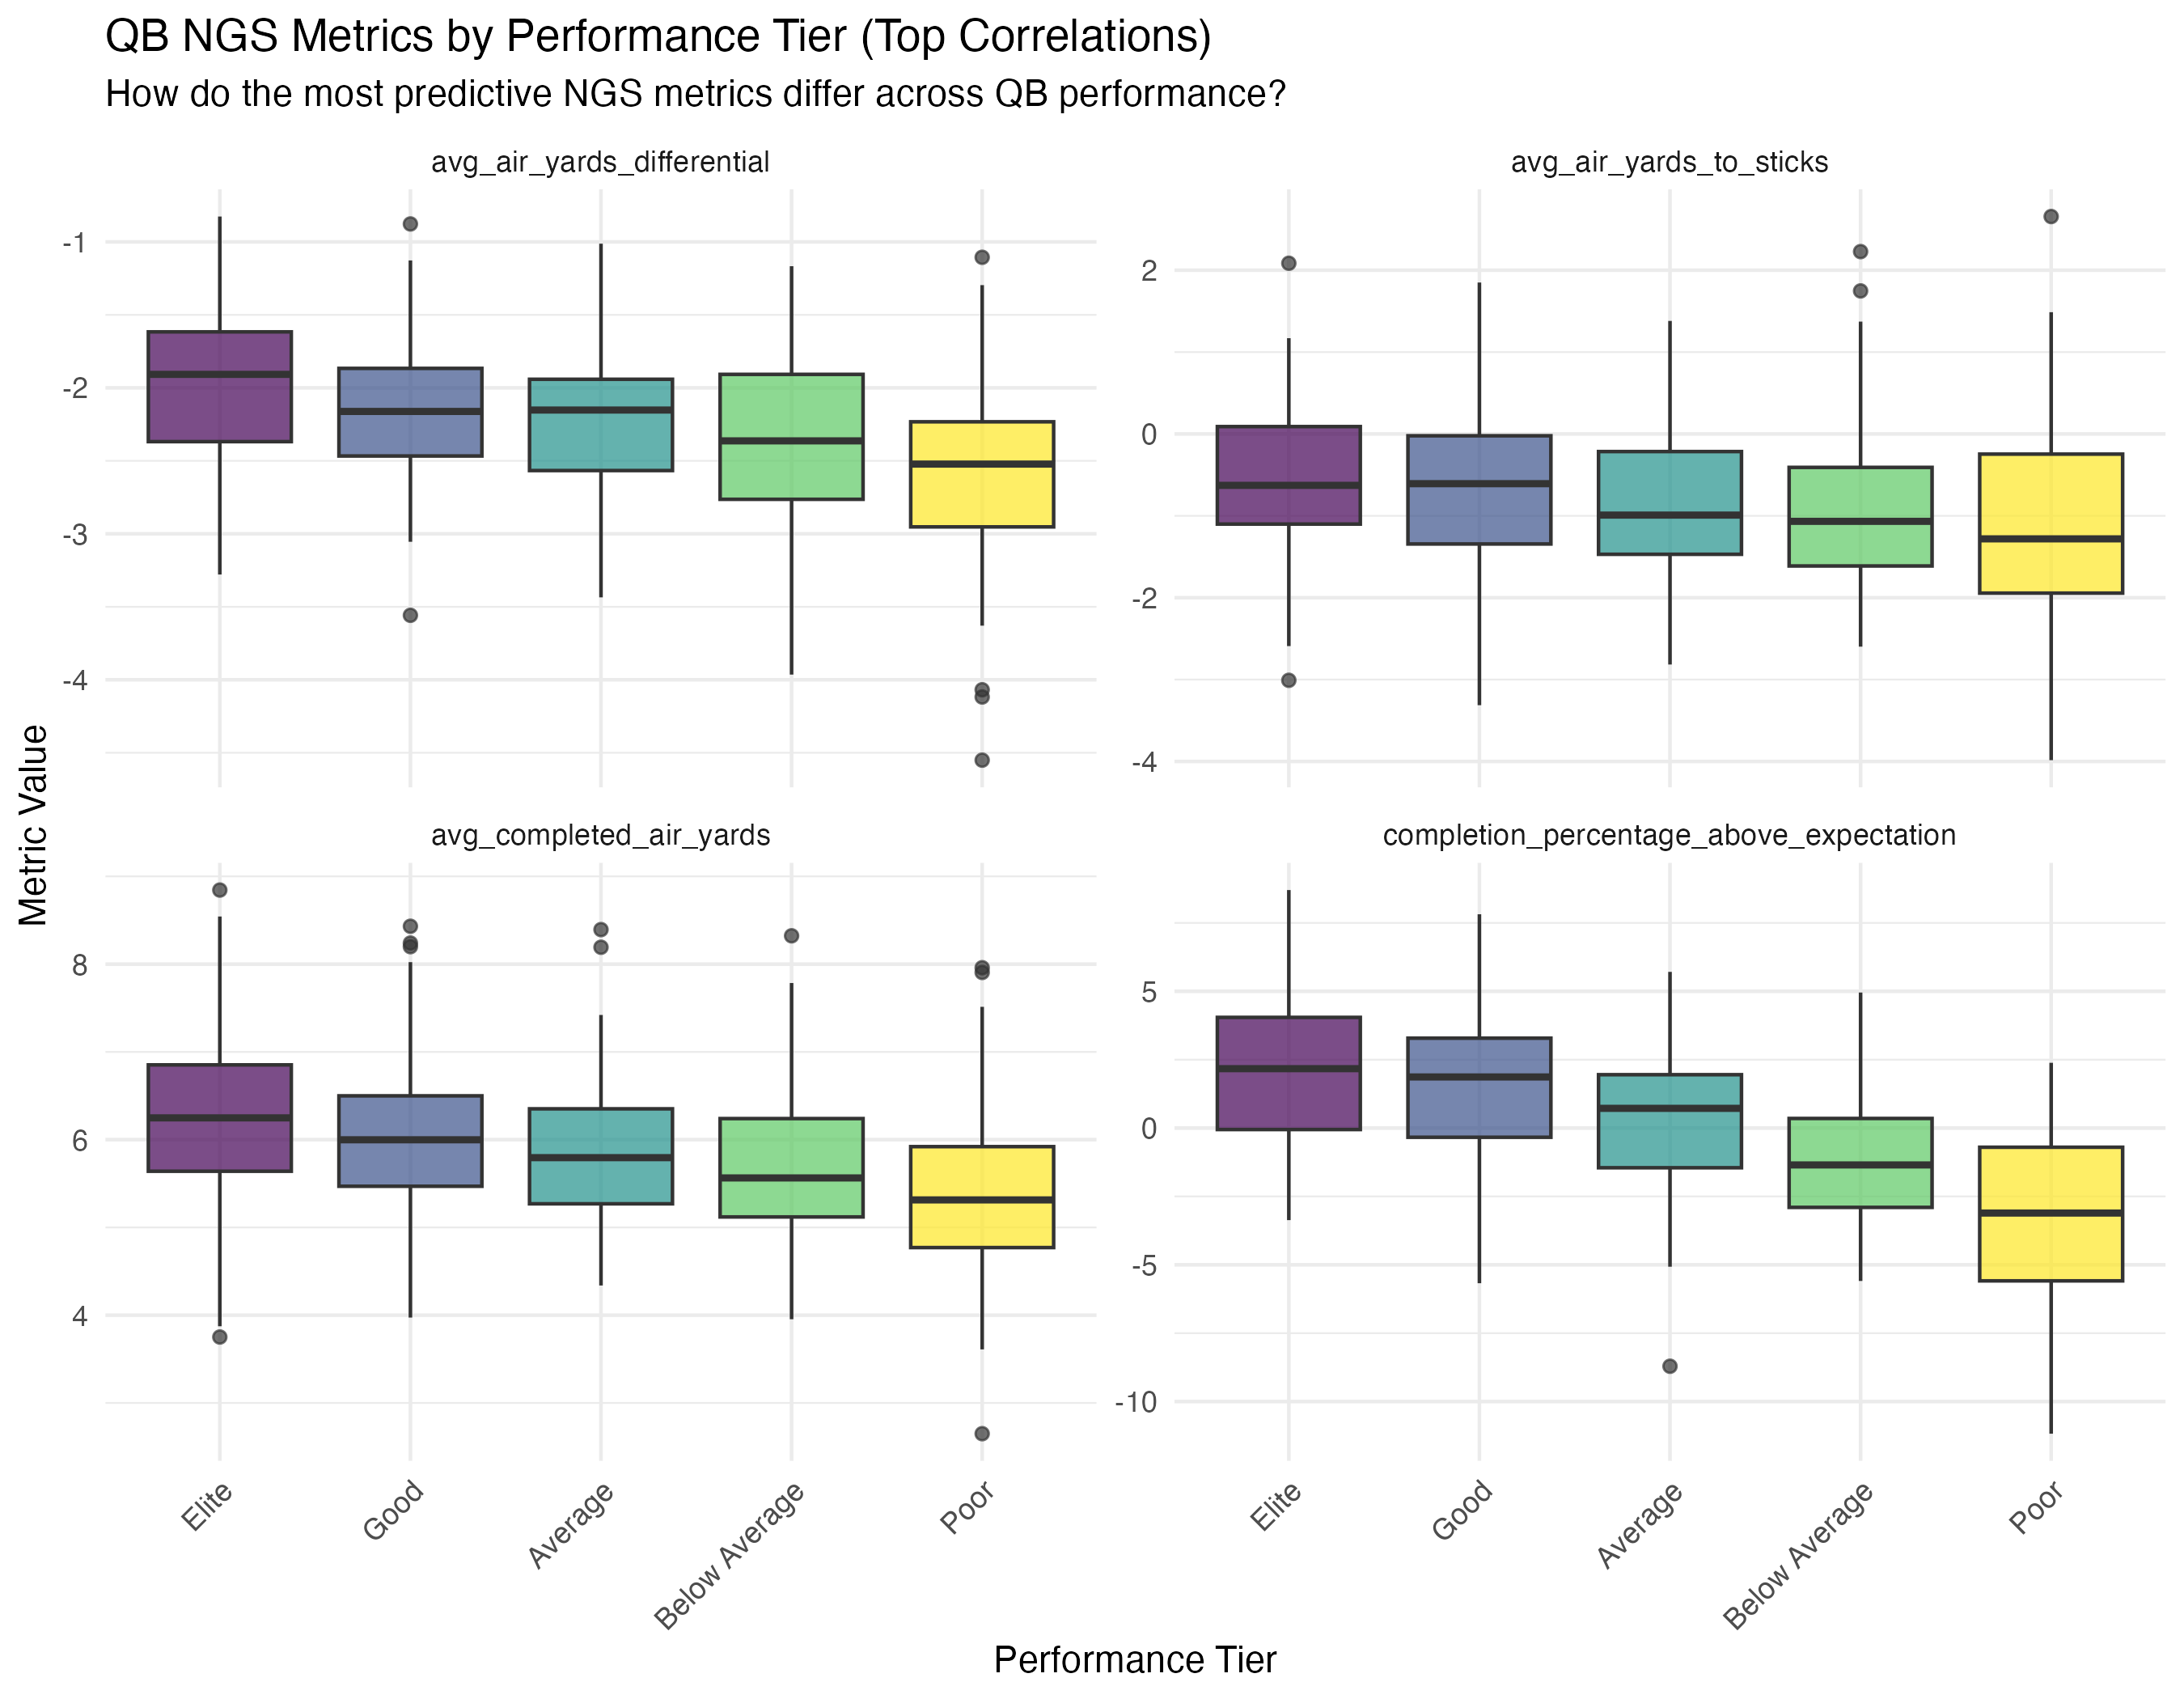 QB NGS Metrics by Performance Tier (Top Correlations)
How do the most predictive NGS metrics differ across QB performance?
avg_air_yards_differential
-1
-2
-3
-4
avg_air_yards_to_sticks
2
0
-2
-4
Metric Value
avg_completed_air_yards
8
6
4
completion_percentage_above_expectation
5
0
-5
-10
Elite
Good
Average
Below Average
Poor
Elite
Good
Average
Below Average
Poor
Performance Tier